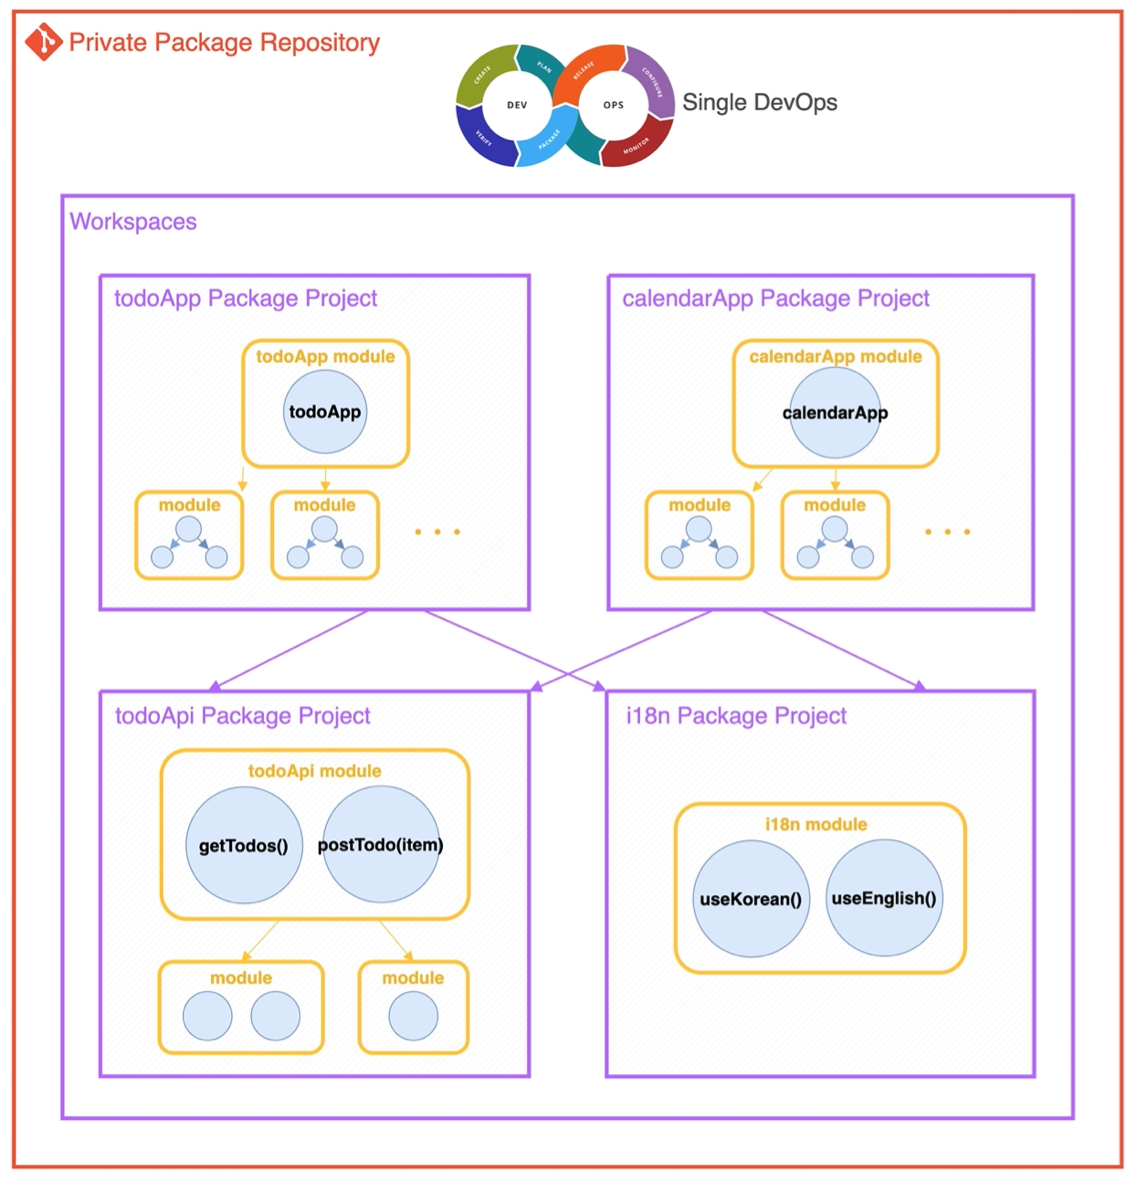 Private Package Repository
CREATE
PLAN
RELEASE
CONFIGURE
DEV
OPS
Single DevOps
VERIFY
PACKAGE
MONITOR
Workspaces
todoApp Package Project
calendarApp Package Project
todoApp module
calendarApp module
todoApp
calendarApp
module
module
module
module
todoApi Package Project
i18n Package Project
todoApi module
i18n module
getTodos()
postTodo(item)
useKorean()
useEnglish()
module
module